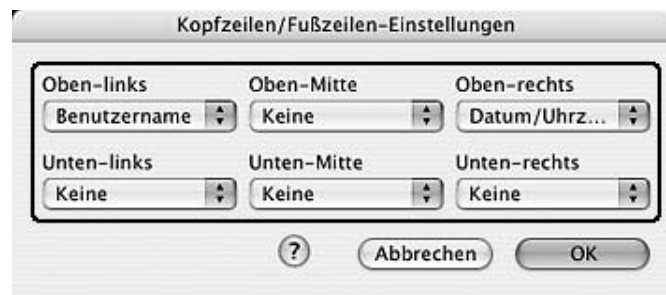 Kopfzeilen/Fußzeilen-Einstellungen
Oben-links Oben-Mitte Oben-rechts
Benutzername Keine Datum/Uhrz...
Unten-links Unten-Mitte Unten-rechts
Keine Keine Keine
? Abbrechen OK